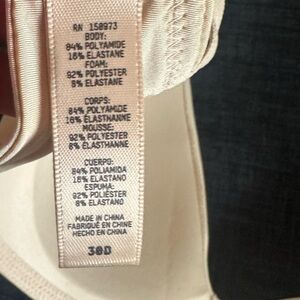 RN 158973
BODY:
84% POLYAMIDE
16% ELASTANE
FOAM:
92% POLYESTER
8% ELASTANE
CORPS:
84% POLYAMIDE
16% ÉLASTHANNE
MOUSSE:
92% POLYESTER
8% ÉLASTHANNE
CUERPO:
84% POLIAMIDA
16% ELASTANO
ESPUMA:
92% POLIÉSTER
8% ELASTANO
MADE IN CHINA
FABRIQUÉ EN CHINE
HECHO EN CHINA
38D